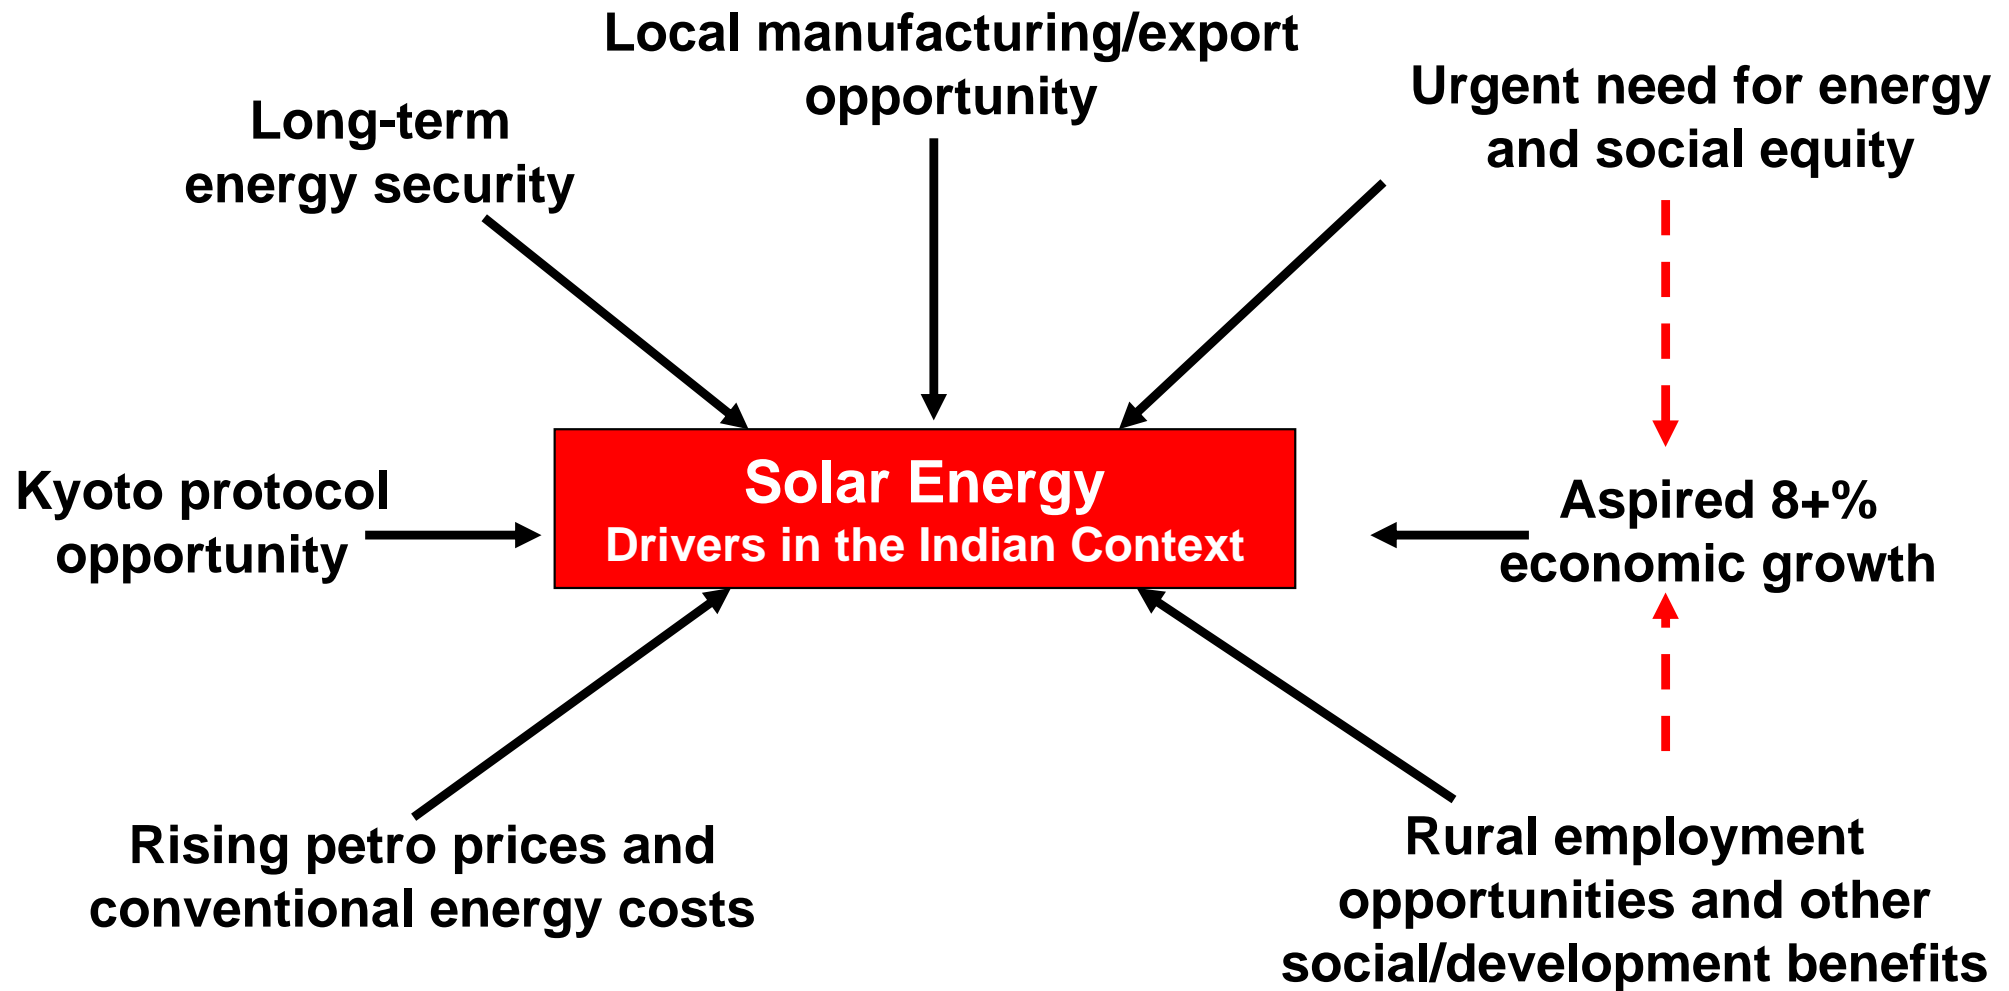 Local manufacturing/export
opportunity
Urgent need for energy
and social equity
Long-term
energy security
Solar Energy
Drivers in the Indian Context
Kyoto protocol
opportunity
Aspired 8+%
economic growth
Rising petro prices and
conventional energy costs
Rural employment
opportunities and other
social/development benefits